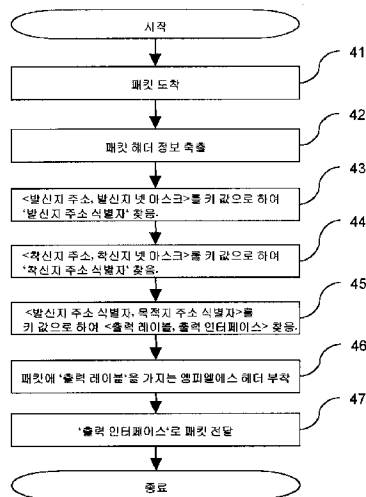 시작
41
패킷 도착
42
패킷 헤더 정보 추출
43
<발신지 주소, 발신지 넷 마스크>를 키 값으로 하여
'발신지 주소 식별자' 찾음.
44
<착신지 주소, 착신지 넷 마스크>를 키 값으로 하여
'착신지 주소 식별자' 찾음.
45
<발신지 주소 식별자, 목적지 주소 식별자>를
키 값으로 하여 <출력 레이블, 출력 인터페이스> 찾음.
46
패킷에 '출력 레이블'을 가지는 엠피엘에스 헤더 부착
47
'출력 인터페이스'로 패킷 전달
종료